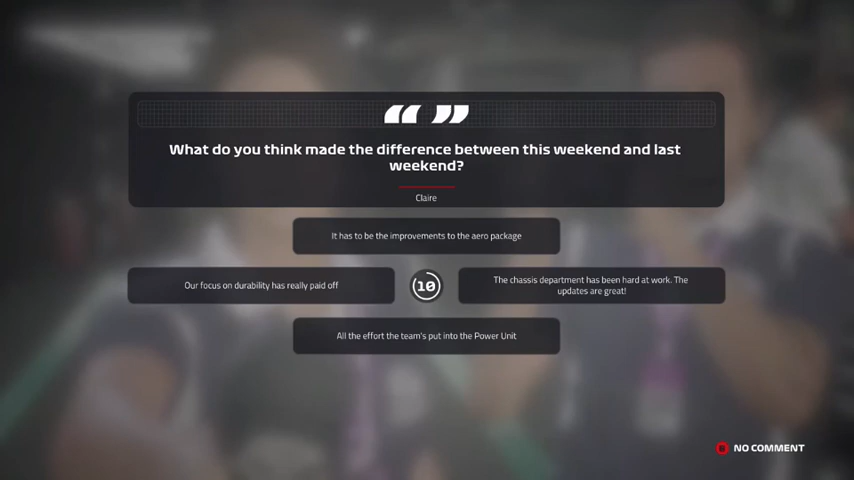 What do you think made the difference between this weekend and last
weekend?
Claire
It has to be the improvements to the aero package
Our focus on durability has really paid off
10
The chassis department has been hard at work. The
updates are great!
All the effort the team's put into the Power Unit
B NO COMMENT